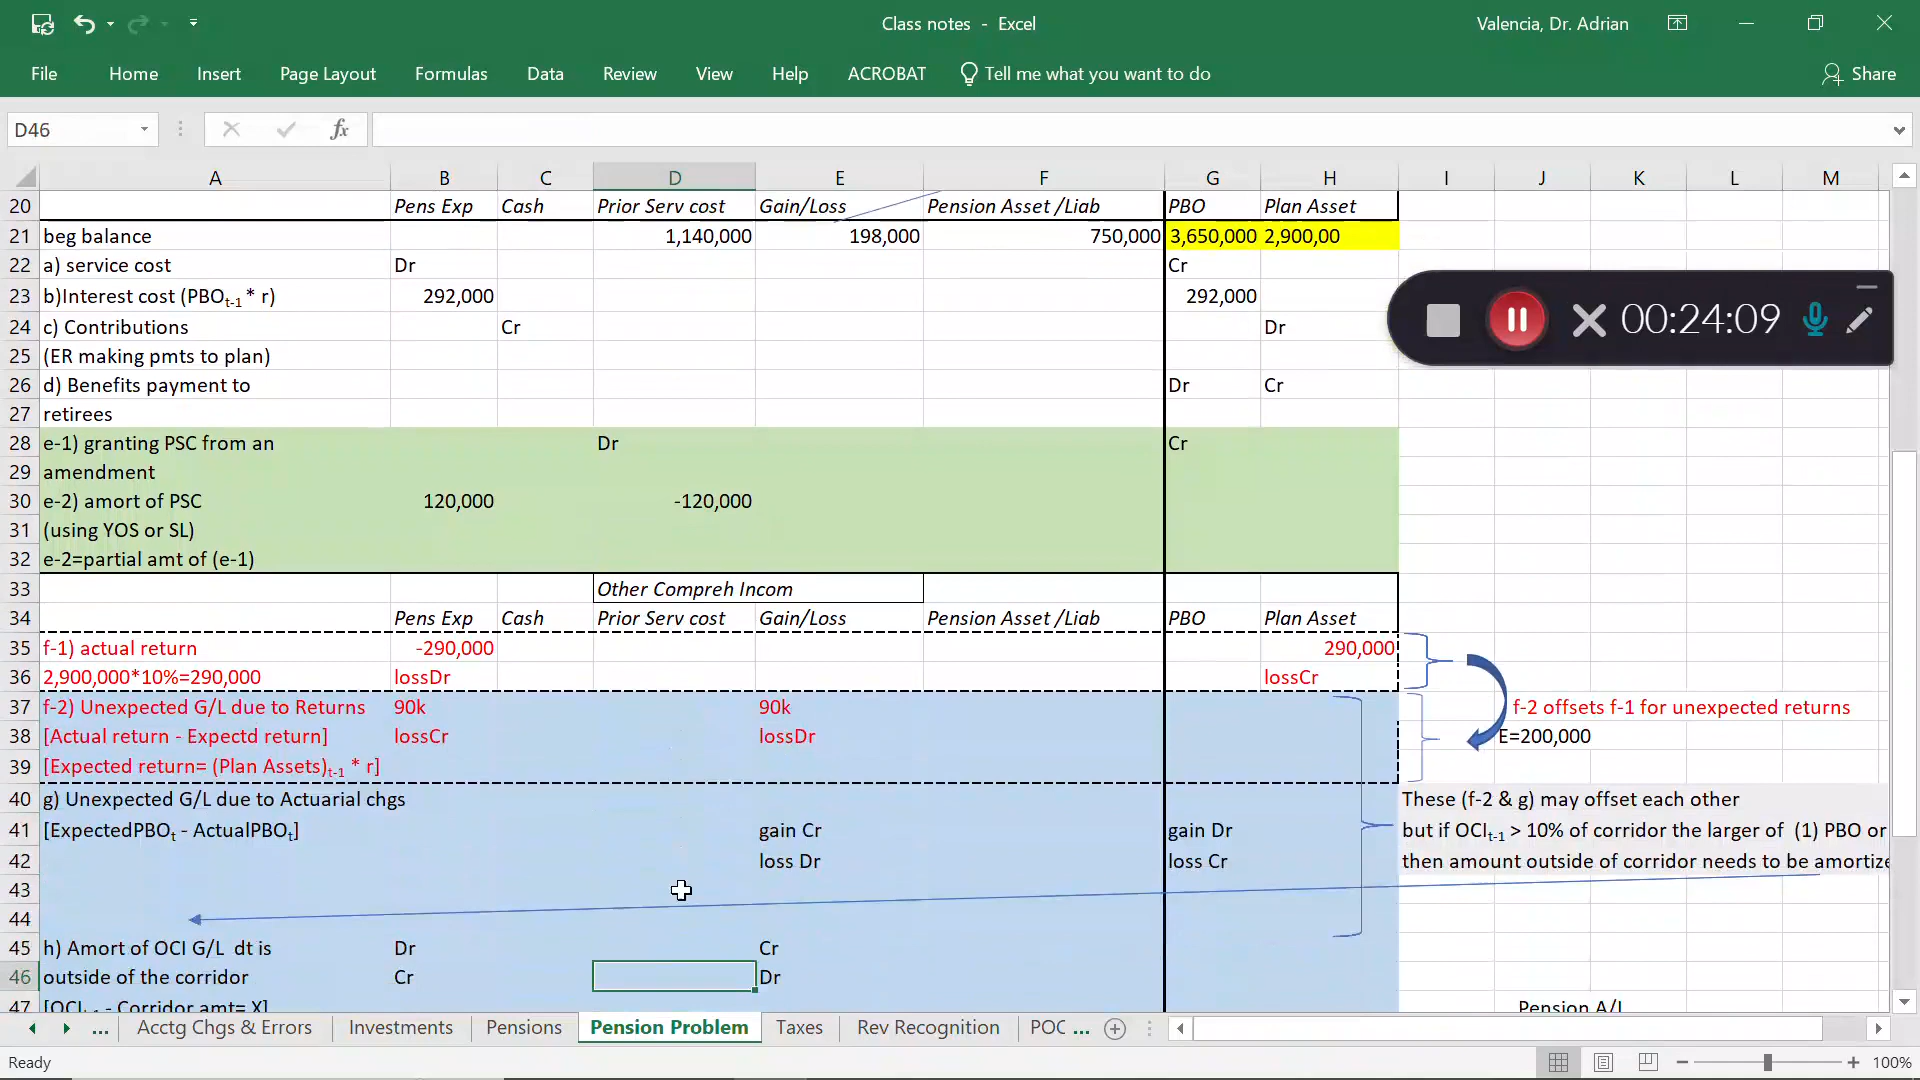 Class notes - Excel
Valencia, Dr. Adrian
File Home Insert Page Layout Formulas Data Review View Help ACROBAT Tell me what you want to do Share
D46 fx
A B C D E F G H I J K L M
20 Pens Exp Cash Prior Serv cost Gain/Loss Pension Asset /Liab PBO Plan Asset
21 beg balance 1,140,000 198,000 750,000 3,650,000 2,900,00
22 a) service cost Dr Cr
23 b)Interest cost (PBOt-1 * r) 292,000 292,000
00:24:09
24 c) Contributions Cr Dr
25 (ER making pmts to plan)
26 d) Benefits payment to Dr Cr
27 retirees
28 e-1) granting PSC from an Dr Cr
29 amendment
30 e-2) amort of PSC 120,000 -120,000
31 (using YOS or SL)
32 e-2=partial amt of (e-1)
33 Other Compreh Incom
34 Pens Exp Cash Prior Serv cost Gain/Loss Pension Asset /Liab PBO Plan Asset
35 f-1) actual return -290,000 290,000
36 2,900,000*10%=290,000 lossDr lossCr
37 f-2) Unexpected G/L due to Returns 90k 90k f-2 offsets f-1 for unexpected returns
38 [Actual return - Expectd return] lossCr lossDr E=200,000
39 [Expected return= (Plan Assets)t-1 * r]
40 g) Unexpected G/L due to Actuarial chgs These (f-2 & g) may offset each other
41 [ExpectedPBOt - ActualPBOt] gain Cr gain Dr but if OCIt-1 > 10% of corridor the larger of (1) PBO or
42 loss Dr loss Cr then amount outside of corridor needs to be amortize
43
44
45 h) Amort of OCI G/L dt is Dr Cr
46 outside of the corridor Cr Dr
47 - Corridor amt= X] Pension A/L
... Acctg Chgs & Errors Investments Pensions Pension Problem Taxes Rev Recognition POC ...
Ready 100%